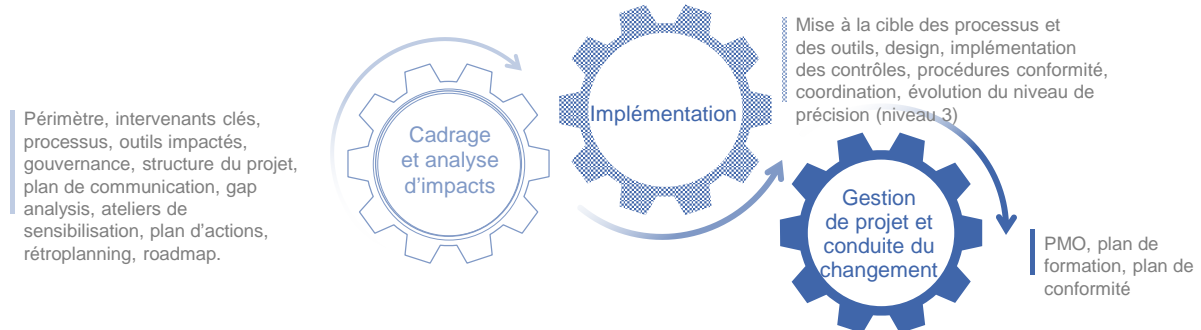 Périmètre, intervenants clés,
processus, outils impactés,
gouvernance, structure du projet,
plan de communication, gap
analysis, ateliers de
sensibilisation, plan d'actions,
rétroplanning, roadmap.
Cadrage
et analyse
d'impacts
Implémentation
Mise à la cible des processus et
des outils, design, implémentation
des contrôles, procédures conformité,
coordination, évolution du niveau de
précision (niveau 3)
Gestion
de projet et
conduite du
changement
PMO, plan de
formation, plan de
conformité